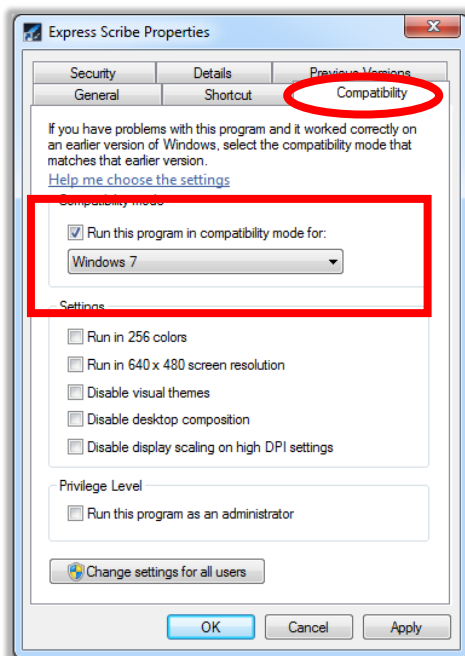 Express Scribe Properties
x
Security Details Previous Versions
General Shortcut Compatibility
If you have problems with this program and it worked correctly on
an earlier version of Windows, select the compatibility mode that
matches that earlier version.
Help me choose the settings
Compatibility mode
Run this program in compatibility mode for:
Windows 7
Settings
Run in 256 colors
Run in 640 x 480 screen resolution
Disable visual themes
Disable desktop composition
Disable display scaling on high DPI settings
Privilege Level
Run this program as an administrator
Change settings for all users
OK Cancel Apply